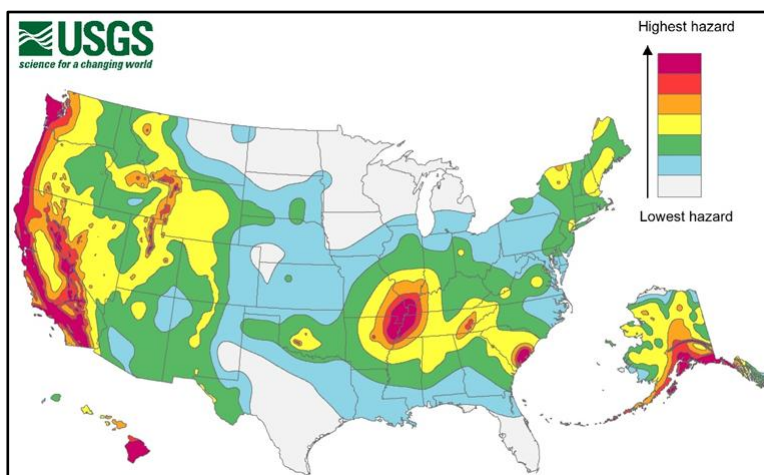 USGS
science for a changing world
Highest hazard
Lowest hazard